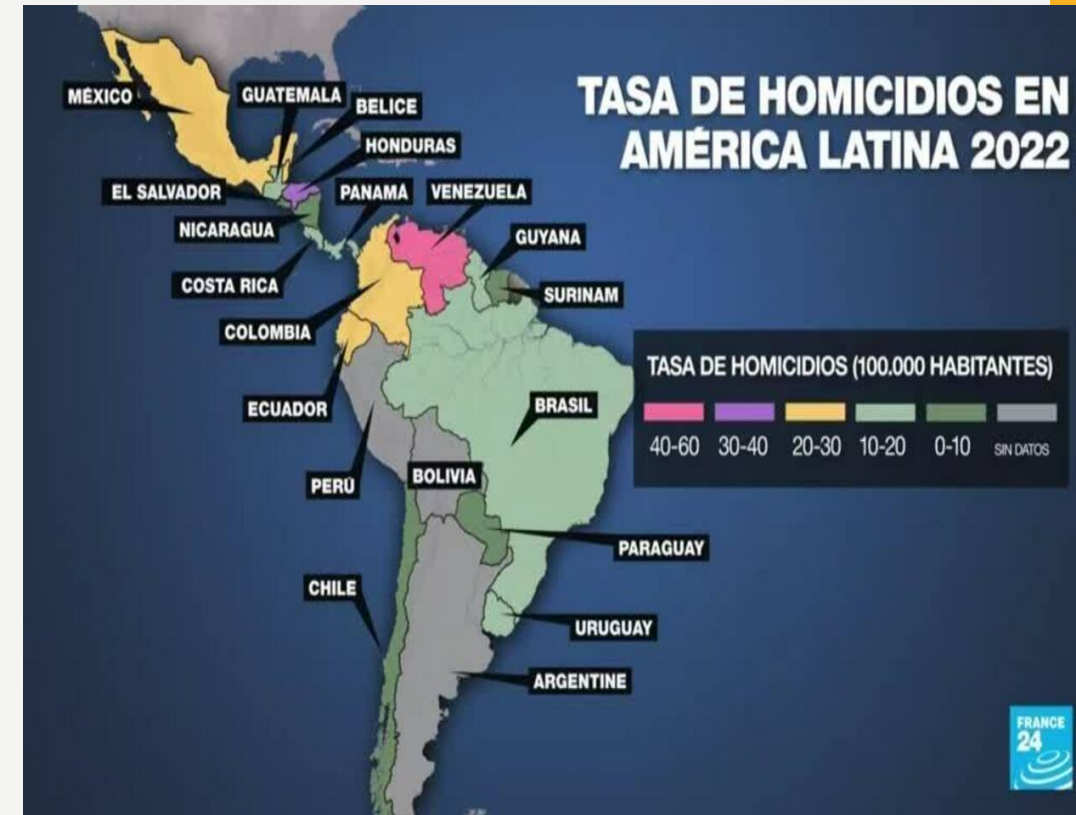 TASA DE HOMICIDIOS EN
AMÉRICA LATINA 2022
MÉXICO
GUATEMALA
BELICE
HONDURAS
EL SALVADOR
PANAMA
VENEZUELA
NICARAGUA
GUYANA
COSTA RICA
SURINAM
COLOMBIA
TASA DE HOMICIDIOS (100.000 HABITANTES)
40-60 30-40 20-30 10-20 0-10 SIN DATOS
ECUADOR
BRASIL
PERÚ
BOLIVIA
PARAGUAY
CHILE
URUGUAY
ARGENTINE
FRANCE
24